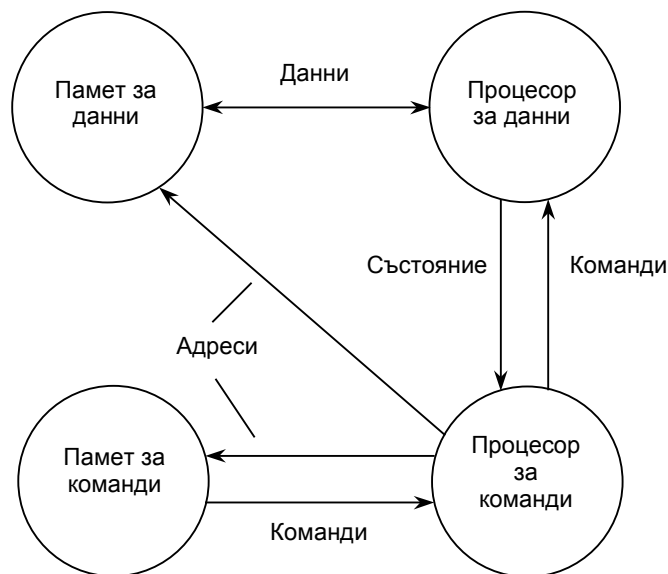 Памет за
данни
Данни
Процесор
за данни
Състояние
Команди
Адреси
Памет за
команди
Команди
Процесор
за
команди